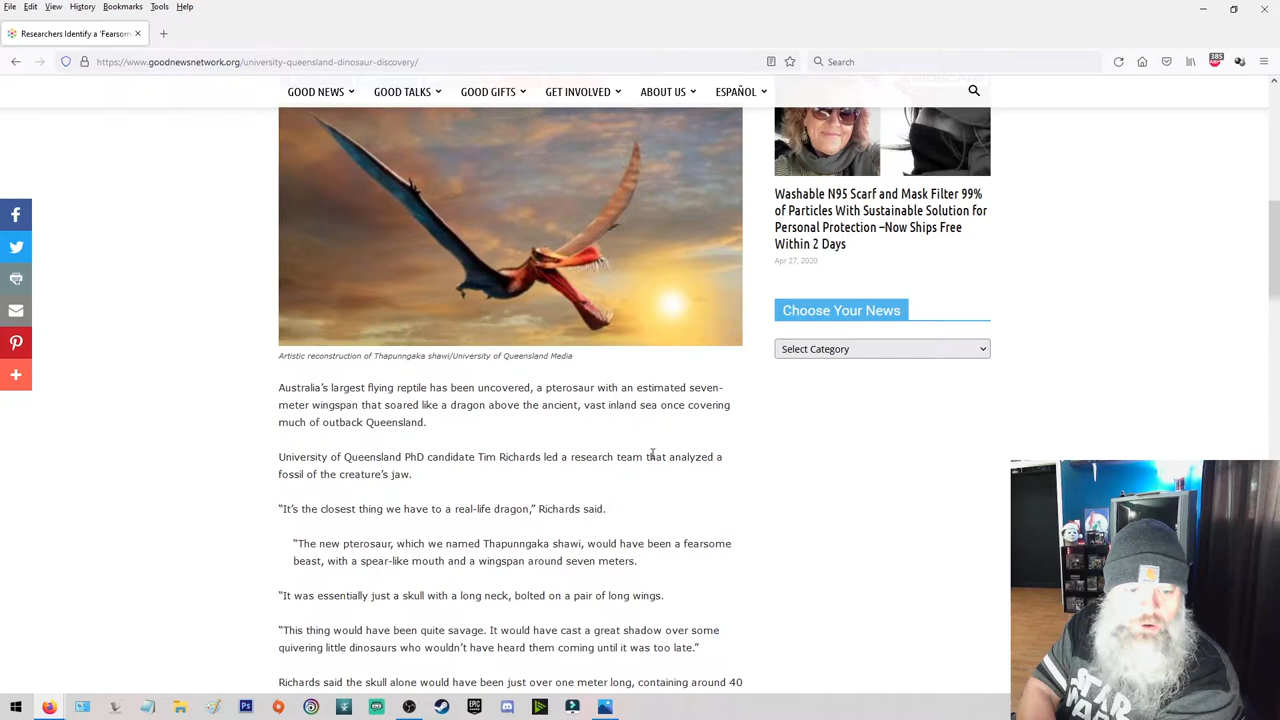 File Edit View History Bookmarks Tools Help
Researchers Identify a 'Fearsom
https://www.goodnewsnetwork.org/university-queensland-dinosaur-discovery/
Search
385
GOOD NEWS GOOD TALKS GOOD GIFTS GET INVOLVED ABOUT US ESPAÑOL
Washable N95 Scarf and Mask Filter 99%
of Particles With Sustainable Solution for
Personal Protection –Now Ships Free
Within 2 Days
Apr 27, 2020
Choose Your News
Select Category
Artistic reconstruction of Thapunngaka shawi/University of Queensland Media
Australia's largest flying reptile has been uncovered, a pterosaur with an estimated seven-
meter wingspan that soared like a dragon above the ancient, vast inland sea once covering
much of outback Queensland.
University of Queensland PhD candidate Tim Richards led a research team that analyzed a
fossil of the creature's jaw.
“It's the closest thing we have to a real-life dragon,” Richards said.
“The new pterosaur, which we named Thapunngaka shawi, would have been a fearsome
beast, with a spear-like mouth and a wingspan around seven meters.
“It was essentially just a skull with a long neck, bolted on a pair of long wings.
“This thing would have been quite savage. It would have cast a great shadow over some
quivering little dinosaurs who wouldn't have heard them coming until it was too late.”
Richards said the skull alone would have been just over one meter long, containing around 40
STAR
WARS